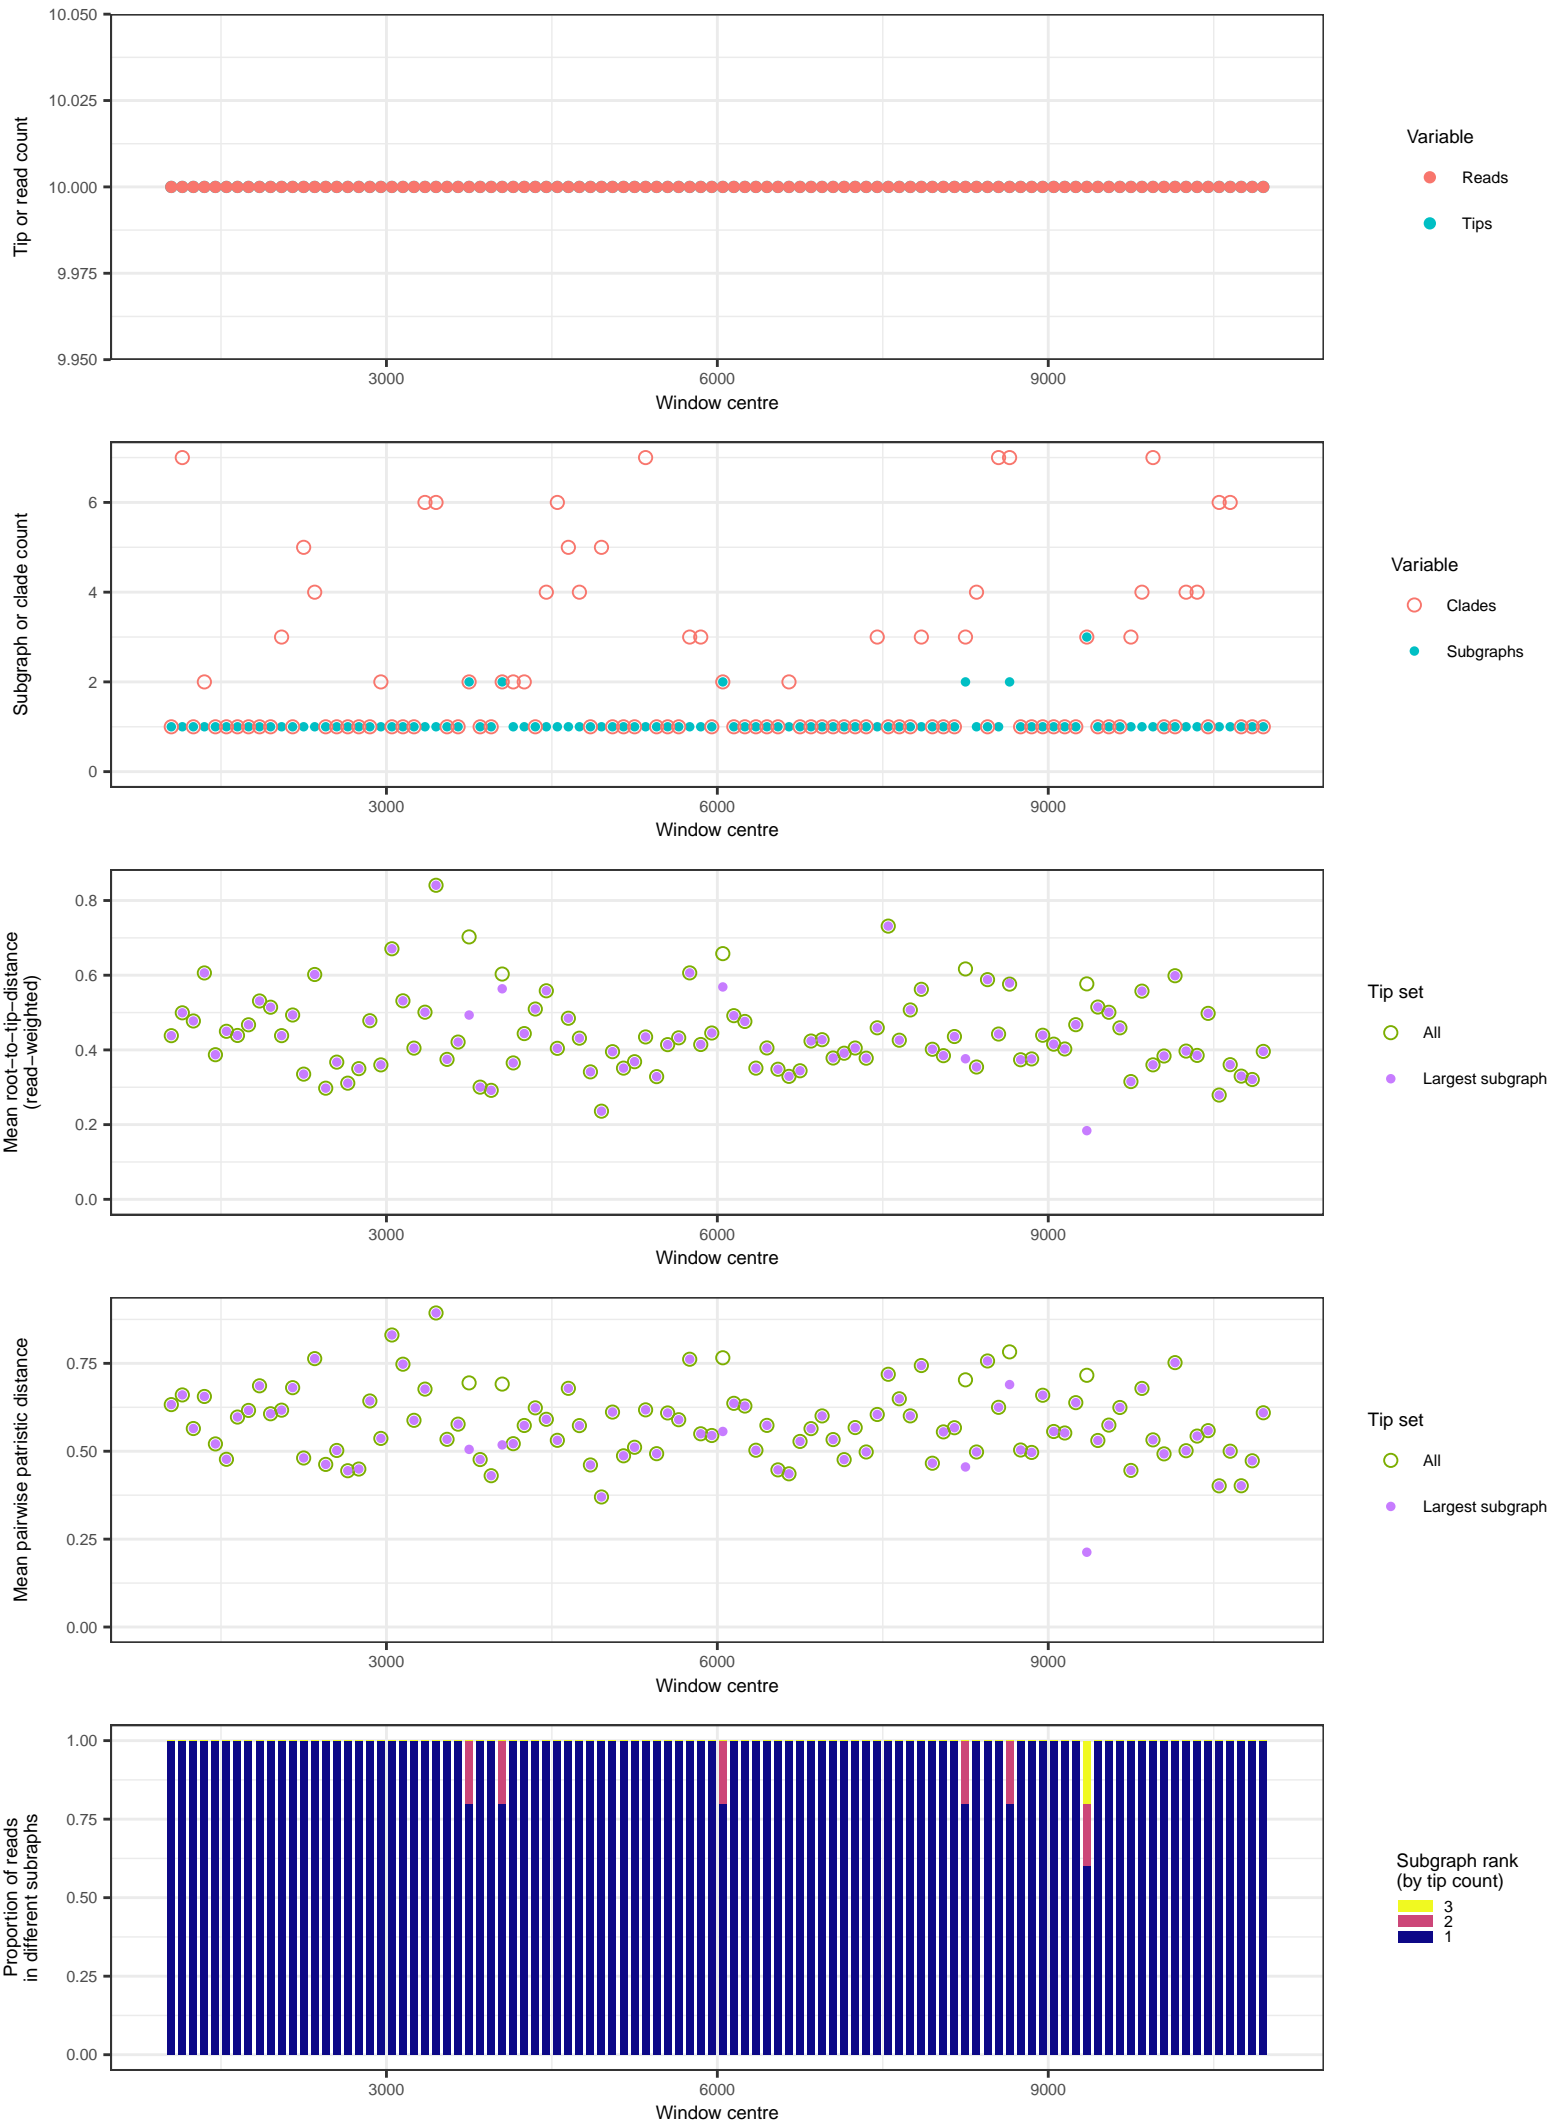 10.050
10.025
10.000
9.975
9.950
Tip or read count
3000
6000
9000
Window centre
Variable
Reads
Tips
6
4
2
0
Subgraph or clade count
3000
6000
9000
Window centre
Variable
Clades
Subgraphs
0.8
0.6
0.4
0.2
0.0
Mean root−to−tip−distance
(read−weighted)
3000
6000
9000
Window centre
Tip set
All
Largest subgraph
0.75
0.50
0.25
0.00
Mean pairwise patristic distance
3000
6000
9000
Window centre
Tip set
All
Largest subgraph
1.00
0.75
0.50
0.25
0.00
Proportion of reads
in different subraphs
3000
6000
9000
Window centre
Subgraph rank
(by tip count)
3
2
1